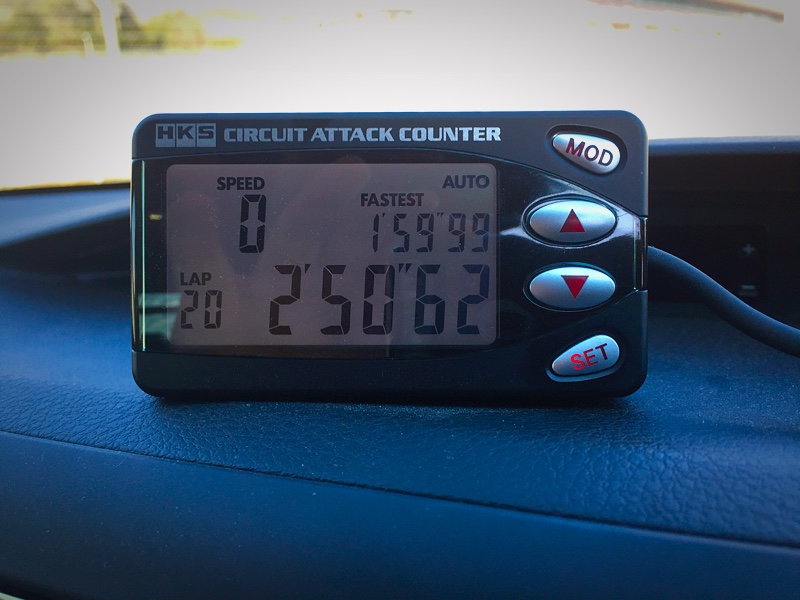 HKS CIRCUIT ATTACK COUNTER
MOD
SPEED
0
AUTO
FASTEST
1'59"99
LAP
20
2'50"62
SET
+